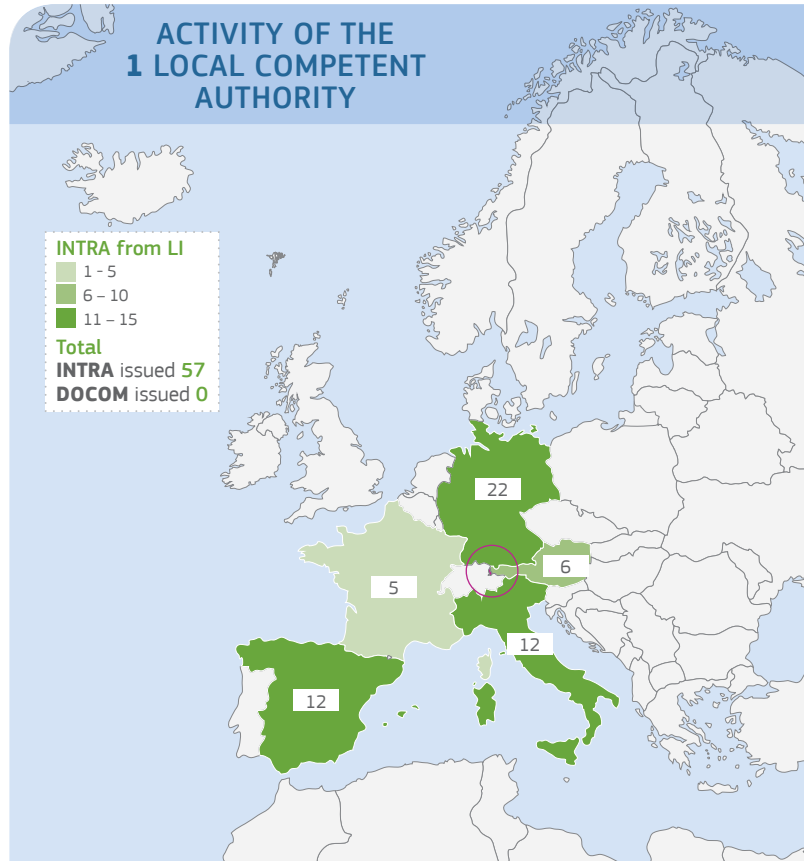 ACTIVITY OF THE
1 LOCAL COMPETENT
AUTHORITY
INTRA from LI
1 - 5
6 – 10
11 – 15
Total
INTRA issued 57
DOCOM issued 0
22
6
5
12
12